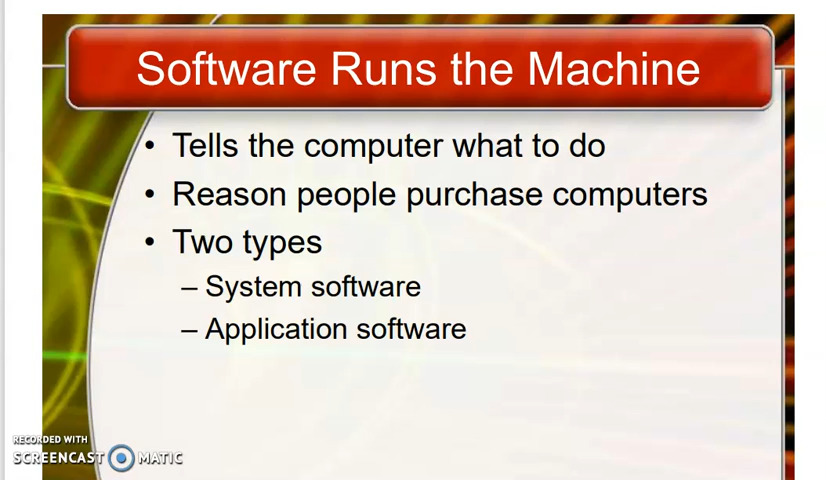 Software Runs the Machine
• Tells the computer what to do
• Reason people purchase computers
• Two types
– System software
– Application software
RECORDED WITH
SCREENCAST MATIC